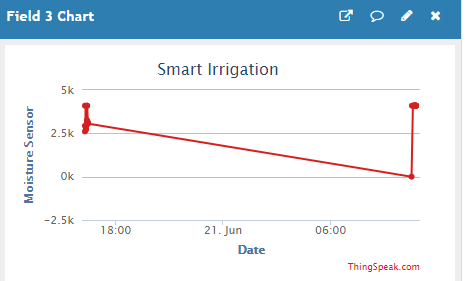 Field 3 Chart
Smart Irrigation
5k
2.5k
0k
−2.5k
Moisture Sensor
18:00 21. Jun 06:00
Date
ThingSpeak.com